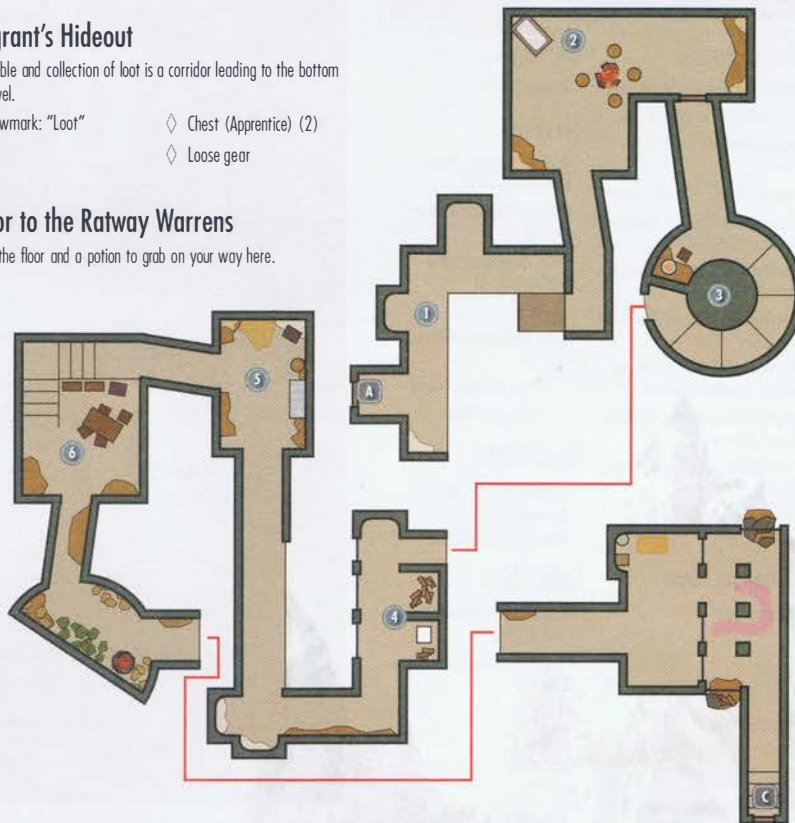 grant's Hideout
ble and collection of loot is a corridor leading to the bottom
vel.
wmark: "Loot"
Chest (Apprentice) (2)
Loose gear
or to the Ratway Warrens
the floor and a potion to grab on your way here.
2
3
1
A
5
6
4
C